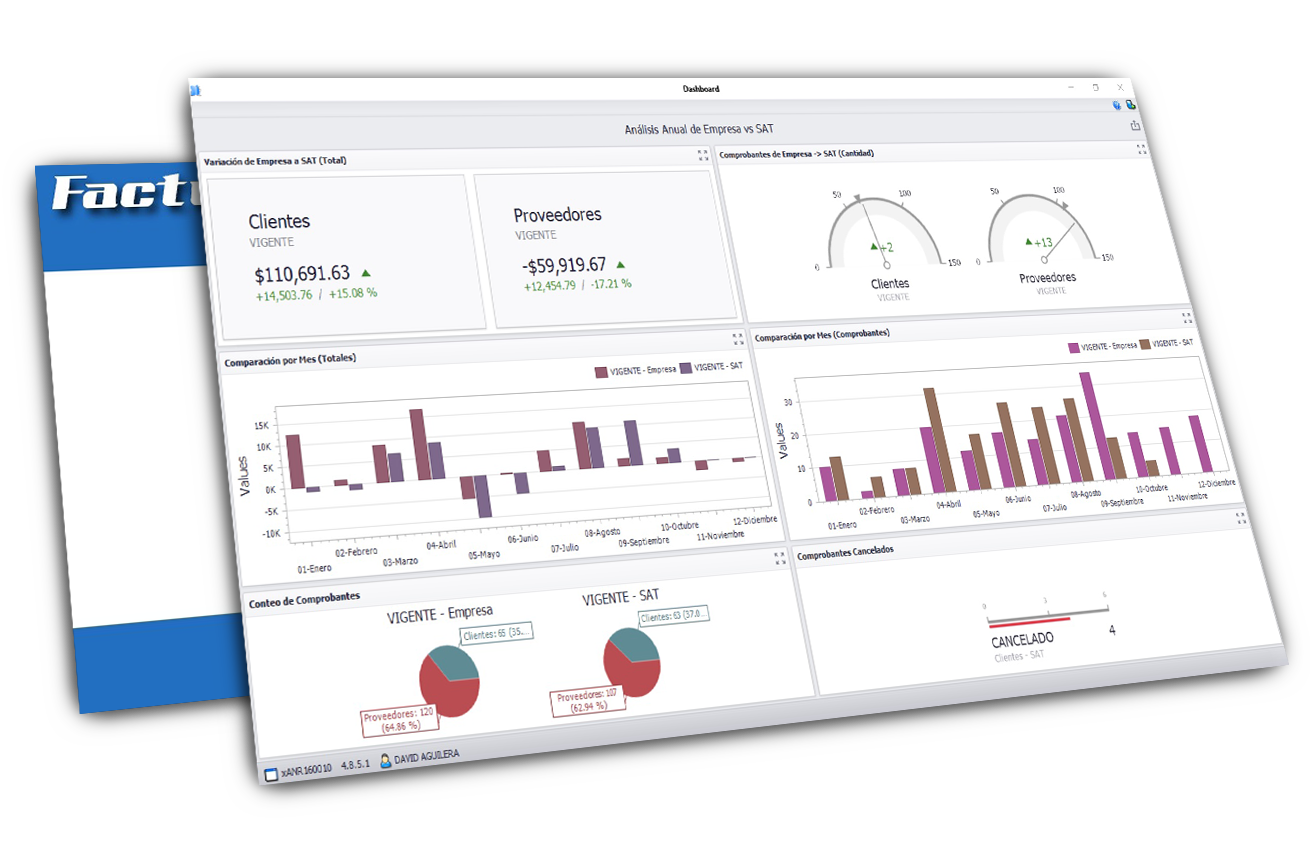 Factu
Dashboard
Análisis Anual de Empresa vs SAT
Variación de Empresa a SAT (Total)
Clientes
VIGENTE
$110,691.63
+14,503.76 / +15.08 %
Proveedores
VIGENTE
-$59,919.67
+12,454.79 / -17.21 %
Comprobantes de Empresa -> SAT (Cantidad)
0 50 100 150
+2
Clientes
VIGENTE
0 50 100 150
+13
Proveedores
VIGENTE
Comparación por Mes (Totales)
VIGENTE - Empresa VIGENTE - SAT
Values
15K
10K
5K
0K
-5K
-10K
01-Enero
02-Febrero
03-Marzo
04-Abril
05-Mayo
06-Junio
07-Julio
08-Agosto
09-Septiembre
10-Octubre
11-Noviembre
12-Diciembre
Comparación por Mes (Comprobantes)
VIGENTE - Empresa VIGENTE - SAT
Values
30
20
10
0
01-Enero
02-Febrero
03-Marzo
04-Abril
05-Mayo
06-Junio
07-Julio
08-Agosto
09-Septiembre
10-Octubre
11-Noviembre
12-Diciembre
Conteo de Comprobantes
VIGENTE - Empresa
Clientes: 65 (35....
Proveedores: 120
(64.86 %)
VIGENTE - SAT
Clientes: 63 (37.0...
Proveedores: 107
(62.94 %)
Comprobantes Cancelados
0 3 6
CANCELADO 4
Clientes - SAT
xANR160010 4.8.5.1 DAVID AGUILERA